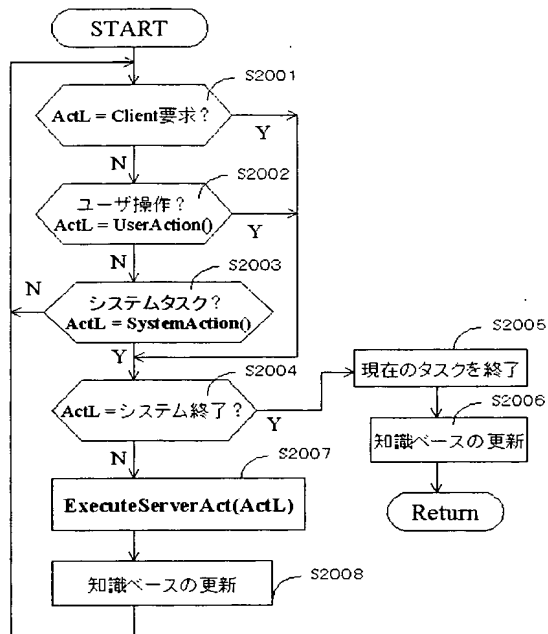 START
S2001
ActL = Client要求？
Y
N
S2002
ユーザ操作？
ActL = UserAction()
Y
N
S2003
N
システムタスク？
ActL = SystemAction()
Y
S2004
ActL = システム終了？
Y
S2005
現在のタスクを終了
S2006
知識ベースの更新
Return
N
S2007
ExecuteServerAct(ActL)
知識ベースの更新
S2008